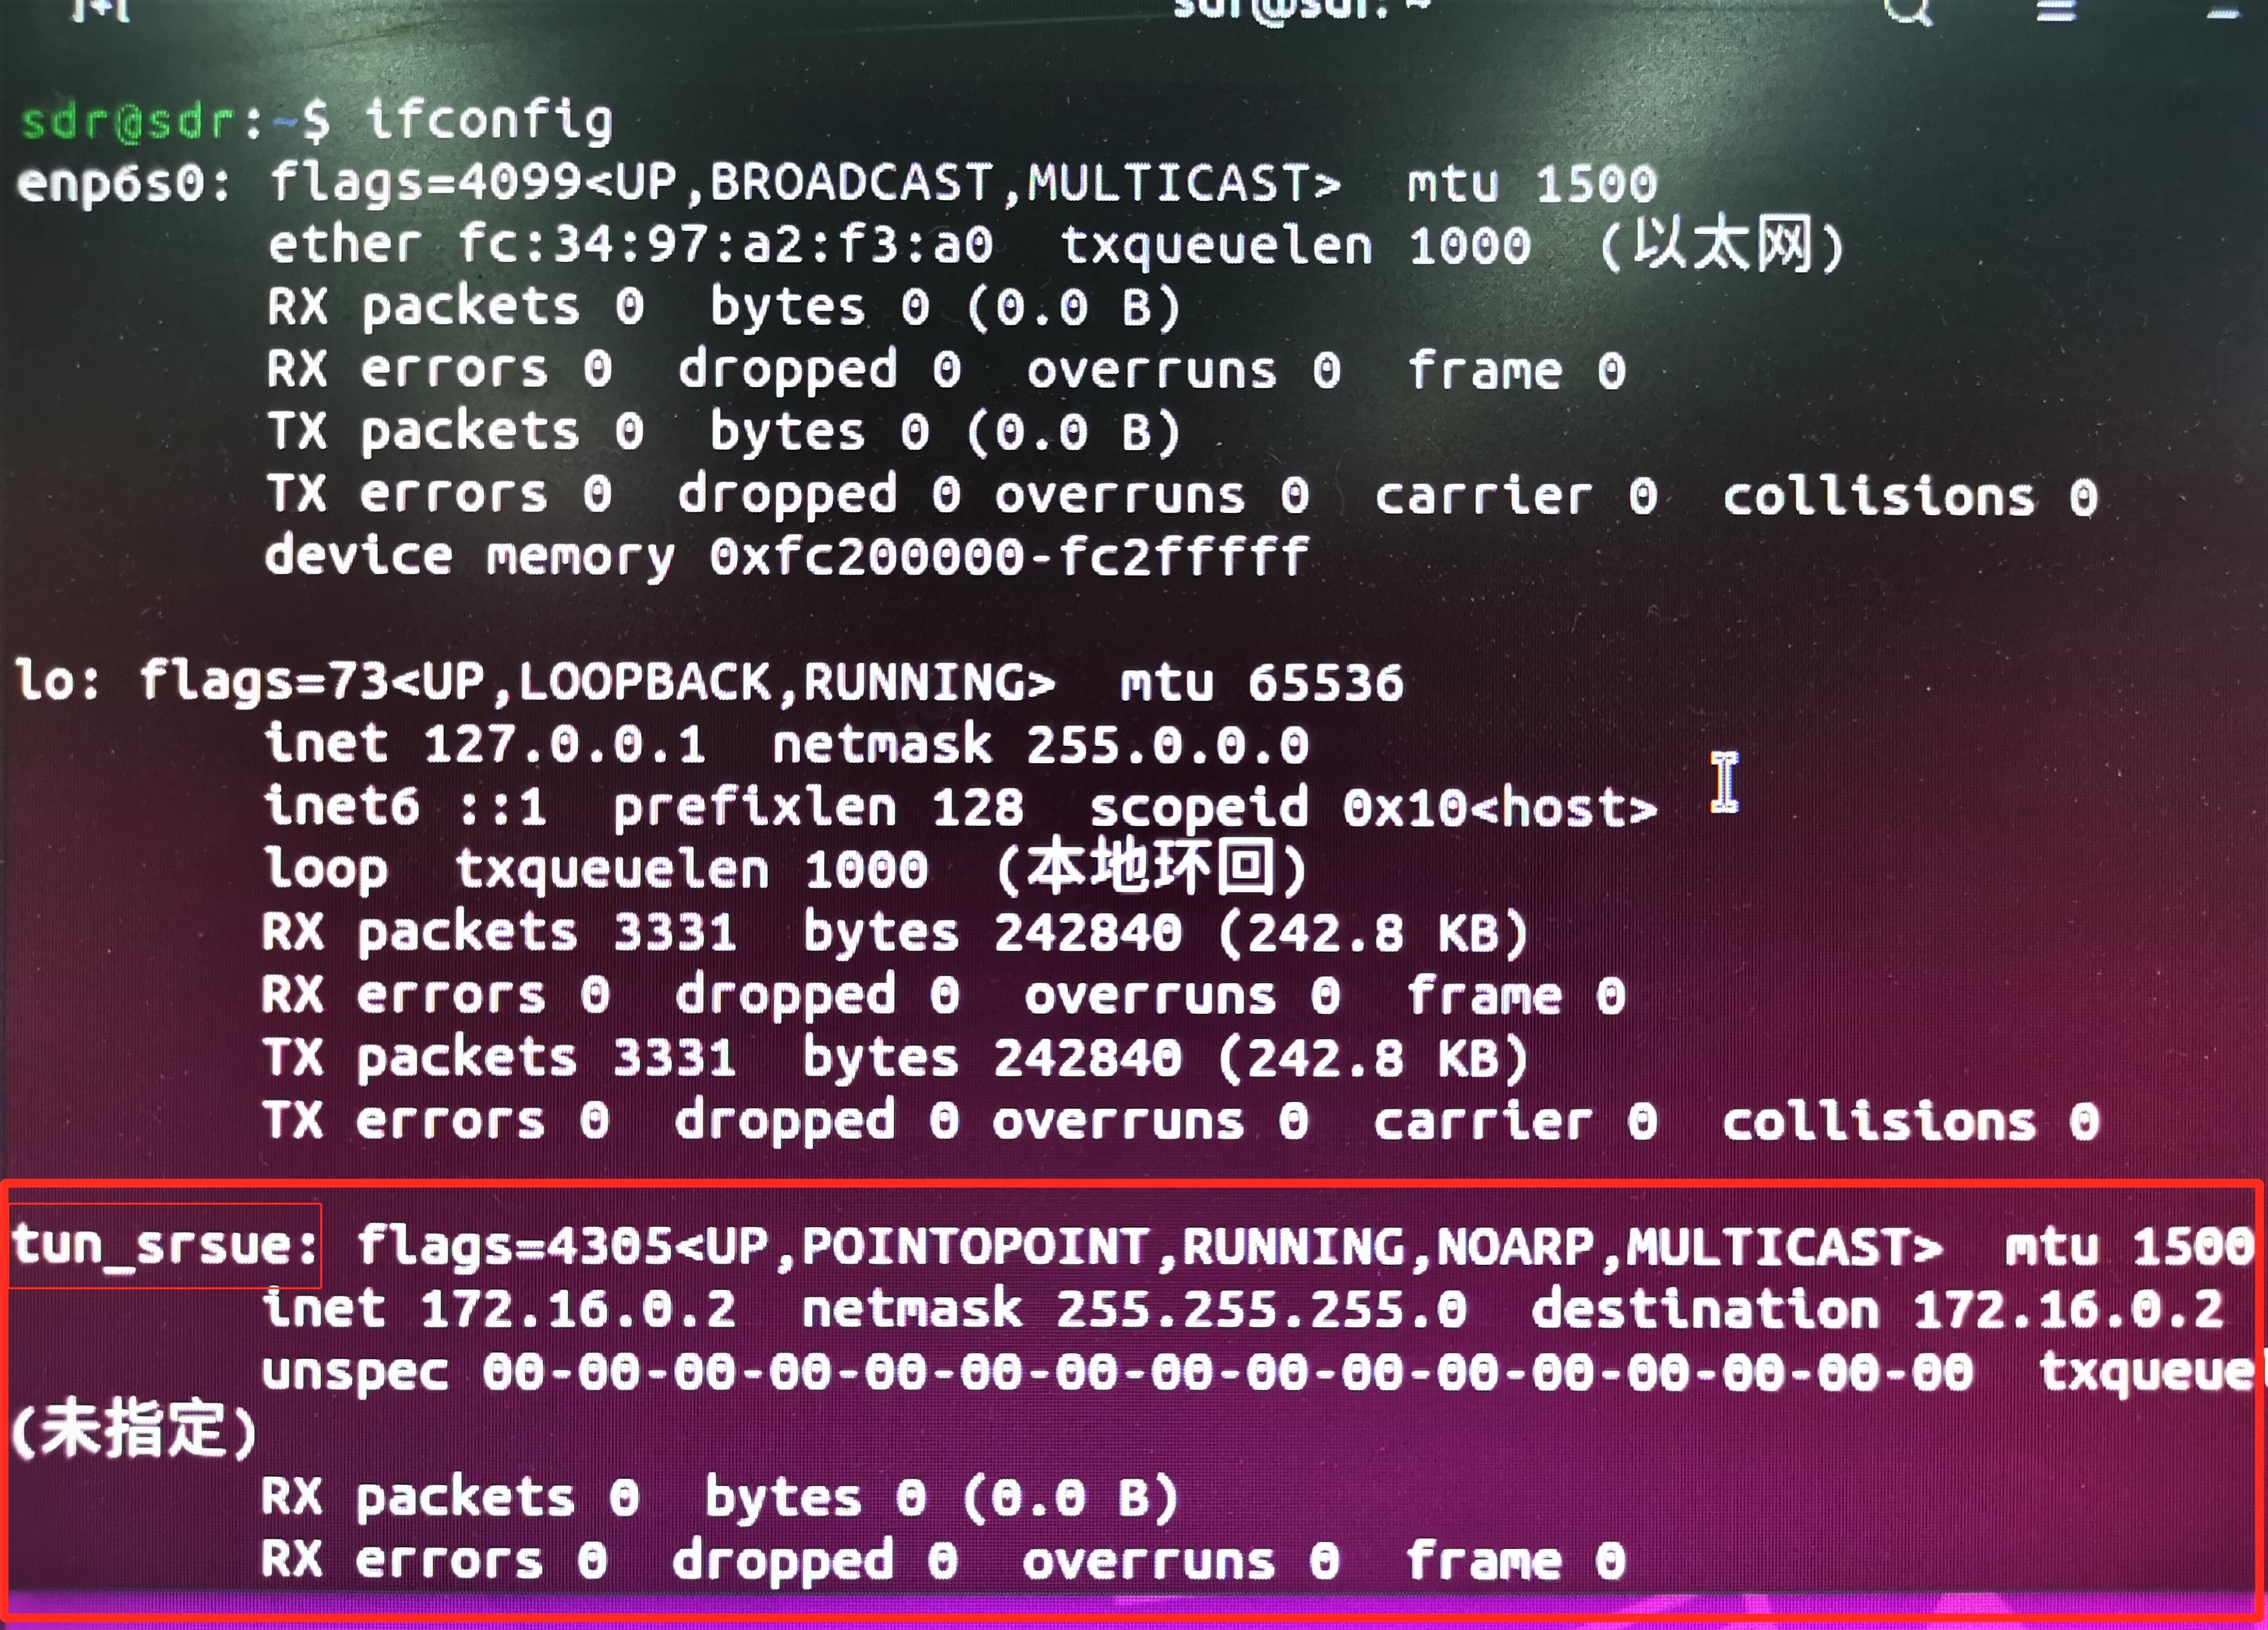 sdr@sdr: ~
sdr@sdr:~$ ifconfig
enp6s0: flags=4099<UP,BROADCAST,MULTICAST>  mtu 1500
ether fc:34:97:a2:f3:a0  txqueuelen 1000  (以太网)
RX packets 0  bytes 0 (0.0 B)
RX errors 0  dropped 0  overruns 0  frame 0
TX packets 0  bytes 0 (0.0 B)
TX errors 0  dropped 0 overruns 0  carrier 0  collisions 0
device memory 0xfc200000-fc2fffff
lo: flags=73<UP,LOOPBACK,RUNNING>  mtu 65536
inet 127.0.0.1  netmask 255.0.0.0
inet6 ::1  prefixlen 128  scopeid 0x10<host>
loop  txqueuelen 1000  (本地环回)
RX packets 3331  bytes 242840 (242.8 KB)
RX errors 0  dropped 0  overruns 0  frame 0
TX packets 3331  bytes 242840 (242.8 KB)
TX errors 0  dropped 0 overruns 0  carrier 0  collisions 0
tun_srsue: flags=4305<UP,POINTOPOINT,RUNNING,NOARP,MULTICAST>  mtu 1500
inet 172.16.0.2  netmask 255.255.255.0  destination 172.16.0.2
unspec 00-00-00-00-00-00-00-00-00-00-00-00-00-00-00-00  txqueue
(未指定)
RX packets 0  bytes 0 (0.0 B)
RX errors 0  dropped 0  overruns 0  frame 0